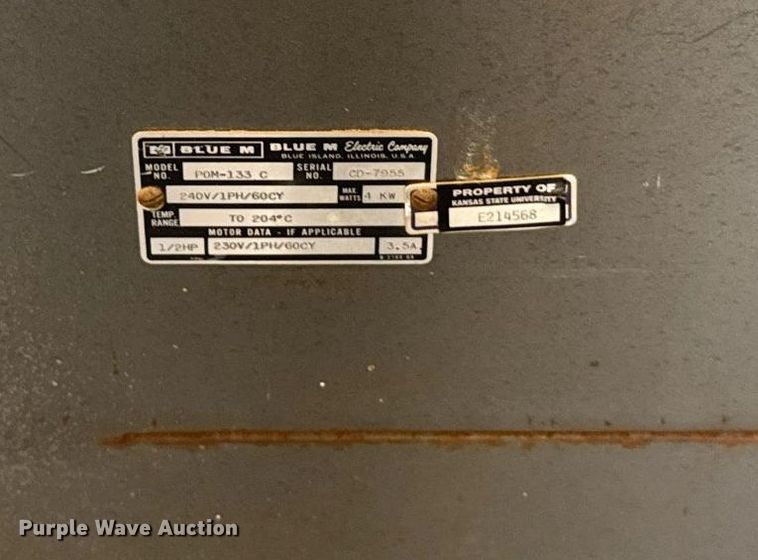 BLUE M BLUE M Electric Company
BLUE ISLAND, ILLINOIS, U.S.A.
MODEL NO. POM-133 C SERIAL NO. CD-7955
240V/1PH/60CY MAX. WATTS 4 KW
TEMP. RANGE TO 204°C
MOTOR DATA - IF APPLICABLE
1/2HP 230V/1PH/60CY 3.5A
PROPERTY OF
KANSAS STATE UNIVERSITY
E214568
Purple Wave Auction